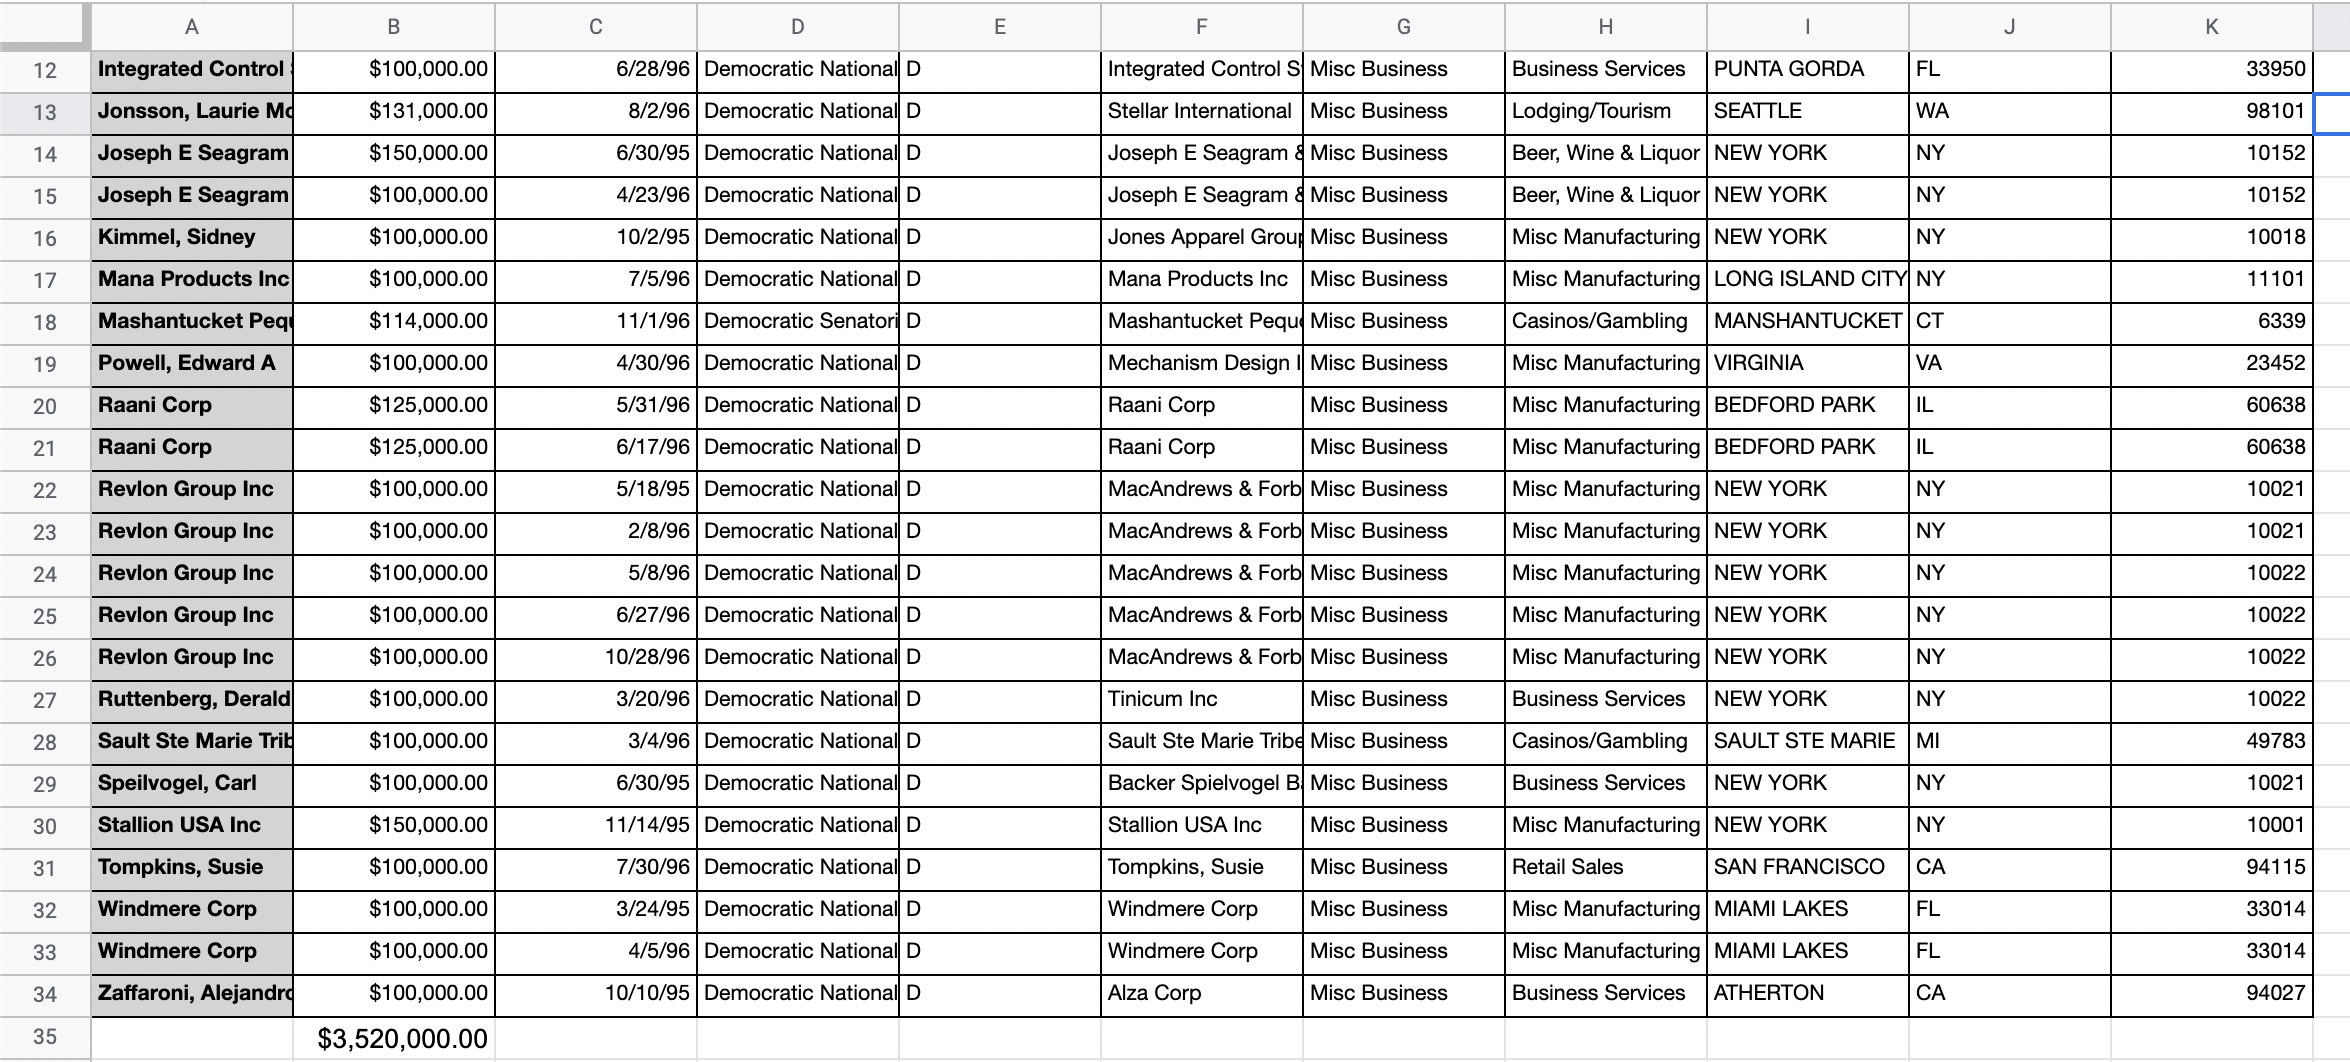 A B C D E F G H I J K
12 Integrated Control $100,000.00 6/28/96 Democratic National D Integrated Control S Misc Business Business Services PUNTA GORDA FL 33950
13 Jonsson, Laurie Mc $131,000.00 8/2/96 Democratic National D Stellar International Misc Business Lodging/Tourism SEATTLE WA 98101
14 Joseph E Seagram $150,000.00 6/30/95 Democratic National D Joseph E Seagram & Misc Business Beer, Wine & Liquor NEW YORK NY 10152
15 Joseph E Seagram $100,000.00 4/23/96 Democratic National D Joseph E Seagram & Misc Business Beer, Wine & Liquor NEW YORK NY 10152
16 Kimmel, Sidney $100,000.00 10/2/95 Democratic National D Jones Apparel Group Misc Business Misc Manufacturing NEW YORK NY 10018
17 Mana Products Inc $100,000.00 7/5/96 Democratic National D Mana Products Inc Misc Business Misc Manufacturing LONG ISLAND CITY NY 11101
18 Mashantucket Pequ $114,000.00 11/1/96 Democratic Senatori D Mashantucket Pequ Misc Business Casinos/Gambling MANSHANTUCKET CT 6339
19 Powell, Edward A $100,000.00 4/30/96 Democratic National D Mechanism Design I Misc Business Misc Manufacturing VIRGINIA VA 23452
20 Raani Corp $125,000.00 5/31/96 Democratic National D Raani Corp Misc Business Misc Manufacturing BEDFORD PARK IL 60638
21 Raani Corp $125,000.00 6/17/96 Democratic National D Raani Corp Misc Business Misc Manufacturing BEDFORD PARK IL 60638
22 Revlon Group Inc $100,000.00 5/18/95 Democratic National D MacAndrews & Forb Misc Business Misc Manufacturing NEW YORK NY 10021
23 Revlon Group Inc $100,000.00 2/8/96 Democratic National D MacAndrews & Forb Misc Business Misc Manufacturing NEW YORK NY 10021
24 Revlon Group Inc $100,000.00 5/8/96 Democratic National D MacAndrews & Forb Misc Business Misc Manufacturing NEW YORK NY 10022
25 Revlon Group Inc $100,000.00 6/27/96 Democratic National D MacAndrews & Forb Misc Business Misc Manufacturing NEW YORK NY 10022
26 Revlon Group Inc $100,000.00 10/28/96 Democratic National D MacAndrews & Forb Misc Business Misc Manufacturing NEW YORK NY 10022
27 Ruttenberg, Derald $100,000.00 3/20/96 Democratic National D Tinicum Inc Misc Business Business Services NEW YORK NY 10022
28 Sault Ste Marie Trib $100,000.00 3/4/96 Democratic National D Sault Ste Marie Tribe Misc Business Casinos/Gambling SAULT STE MARIE MI 49783
29 Speilvogel, Carl $100,000.00 6/30/95 Democratic National D Backer Spielvogel B Misc Business Business Services NEW YORK NY 10021
30 Stallion USA Inc $150,000.00 11/14/95 Democratic National D Stallion USA Inc Misc Business Misc Manufacturing NEW YORK NY 10001
31 Tompkins, Susie $100,000.00 7/30/96 Democratic National D Tompkins, Susie Misc Business Retail Sales SAN FRANCISCO CA 94115
32 Windmere Corp $100,000.00 3/24/95 Democratic National D Windmere Corp Misc Business Misc Manufacturing MIAMI LAKES FL 33014
33 Windmere Corp $100,000.00 4/5/96 Democratic National D Windmere Corp Misc Business Misc Manufacturing MIAMI LAKES FL 33014
34 Zaffaroni, Alejandro $100,000.00 10/10/95 Democratic National D Alza Corp Misc Business Business Services ATHERTON CA 94027
35 $3,520,000.00